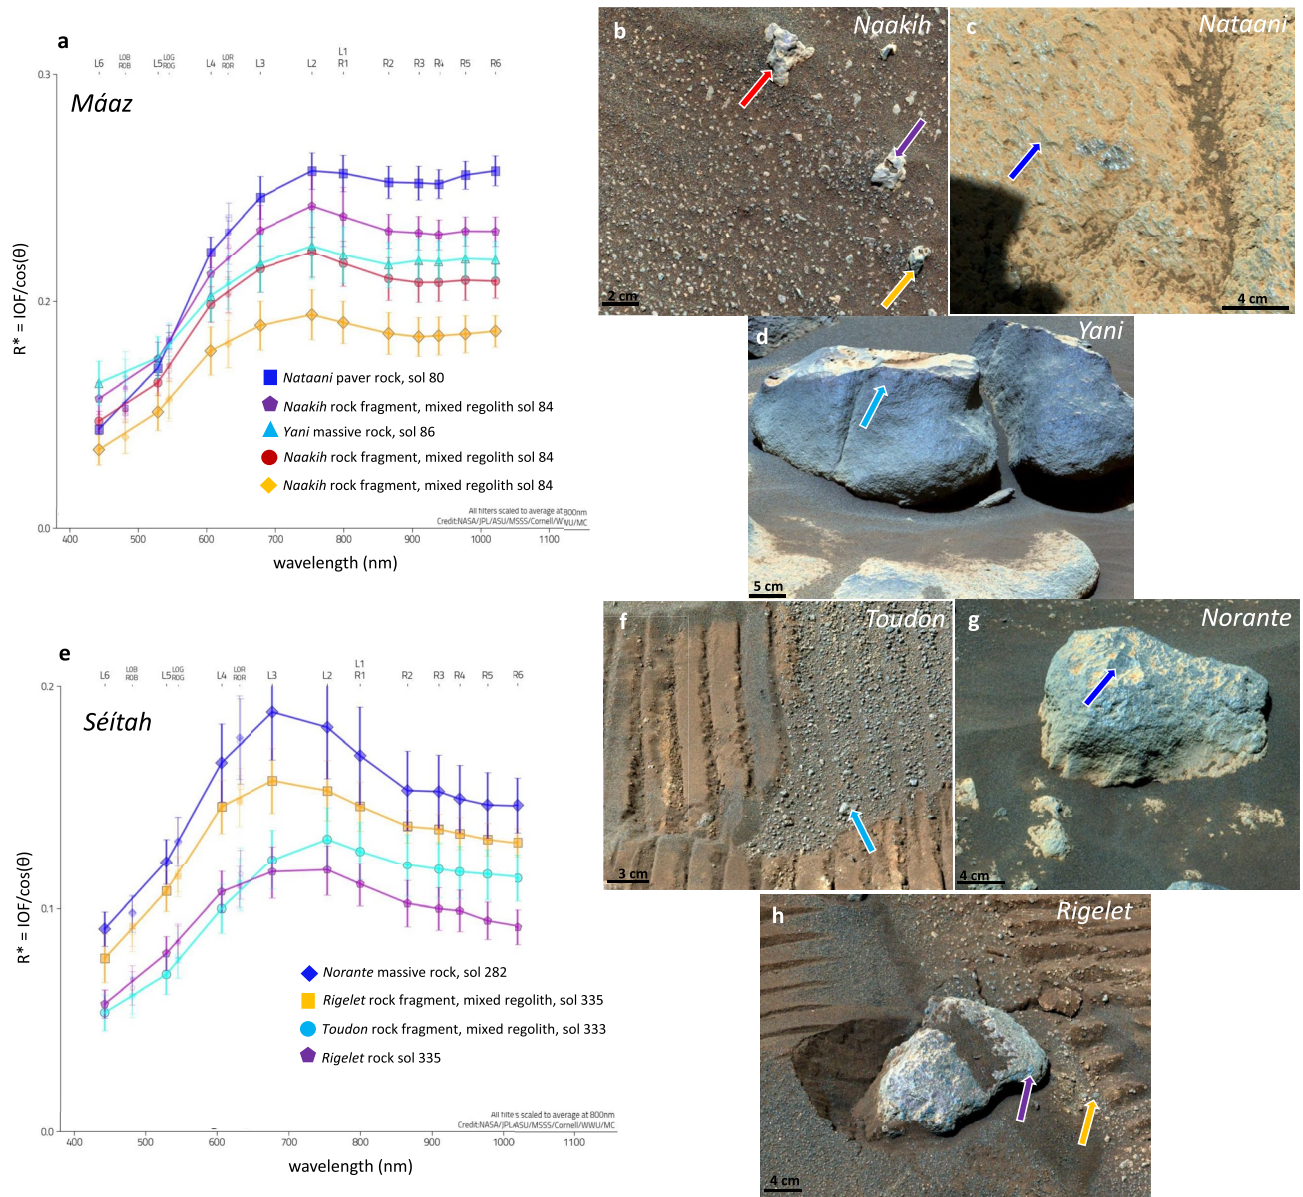 a
L1
L6 L0B L5 L0G L4 L0R L3 L2 R1 R2 R3 R4 R5 R6
R0B R0G R0R
0.3
Máaz
0.2
R* = IOF/cos(θ)
Nataani paver rock, sol 80
Naakih rock fragment, mixed regolith sol 84
Yani massive rock, sol 86
Naakih rock fragment, mixed regolith sol 84
Naakih rock fragment, mixed regolith sol 84
All filters scaled to average at 800nm
Credit:NASA/JPL/ASU/MSSS/Cornell/WWU/MC
0.0
400 500 600 700 800 900 1000 1100
wavelength (nm)
b
Naakih
2 cm
c
Nataani
4 cm
d
Yani
5 cm
e
L1
L6 L0B L5 L0G L4 L0R L3 L2 R1 R2 R3 R4 R5 R6
R0B R0G R0R
0.2
Séítah
0.1
R* = IOF/cos(θ)
Norante massive rock, sol 282
Rigelet rock fragment, mixed regolith, sol 335
Toudon rock fragment, mixed regolith, sol 333
Rigelet rock sol 335
All filters scaled to average at 800nm
Credit:NASA/JPL/ASU/MSSS/Cornell/WWU/MC
0.0
400 500 600 700 800 900 1000 1100
wavelength (nm)
f
Toudon
3 cm
g
Norante
4 cm
h
Rigelet
4 cm